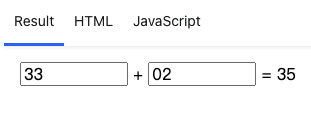 Result HTML JavaScript
33 + 02 = 35